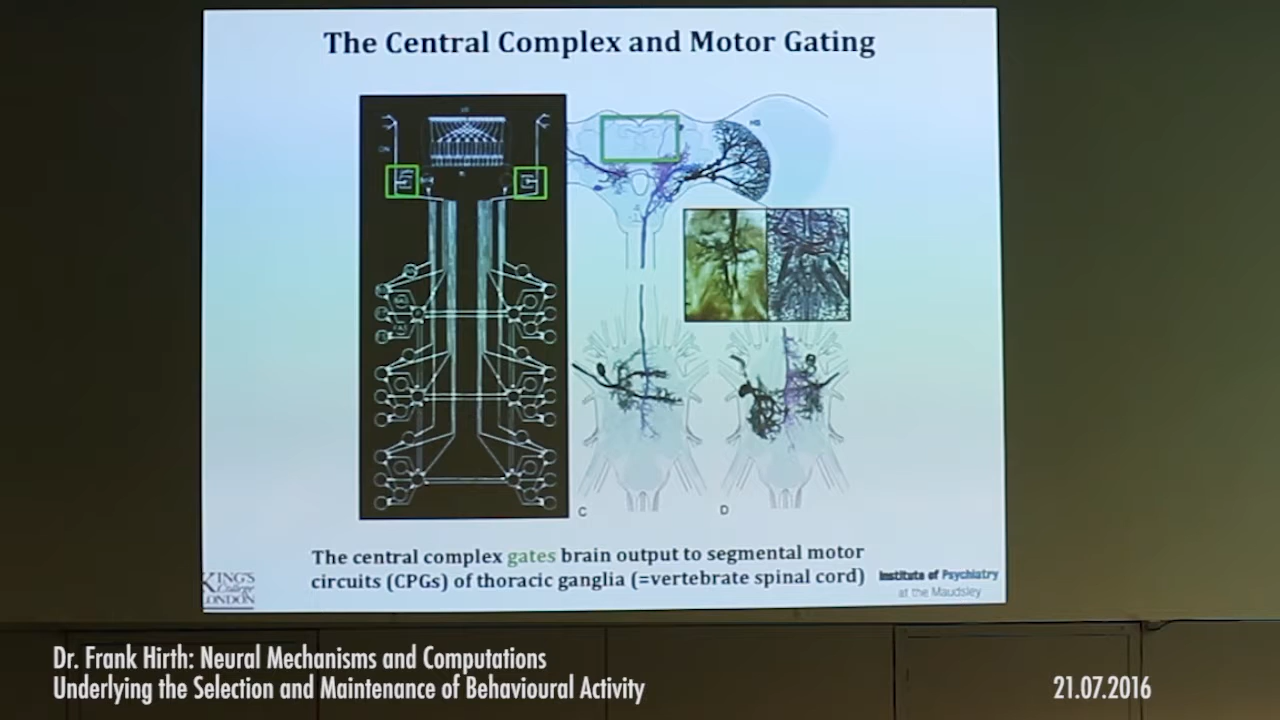 The Central Complex and Motor Gating
HS
C
D
The central complex gates brain output to segmental motor
circuits (CPGs) of thoracic ganglia (=vertebrate spinal cord)
KING'S
College
LONDON
Institute of Psychiatry
at the Maudsley
Dr. Frank Hirth: Neural Mechanisms and Computations
Underlying the Selection and Maintenance of Behavioural Activity
21.07.2016